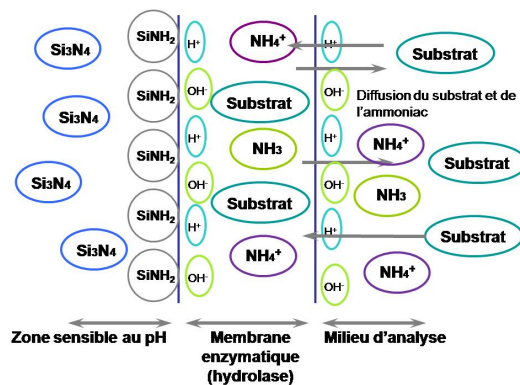 Si3N4
Si3N4
Si3N4
Si3N4
SiNH2
SiNH2
SiNH2
SiNH2
SiNH2
H+
OH-
H+
OH-
H+
OH-
NH4+
Substrat
NH3
Substrat
NH4+
H+
OH-
H+
OH-
H+
OH-
Substrat
Diffusion du substrat et de
l'ammoniac
NH4+
Substrat
NH3
Substrat
NH4+
Zone sensible au pH
Membrane
enzymatique
(hydrolase)
Milieu d'analyse